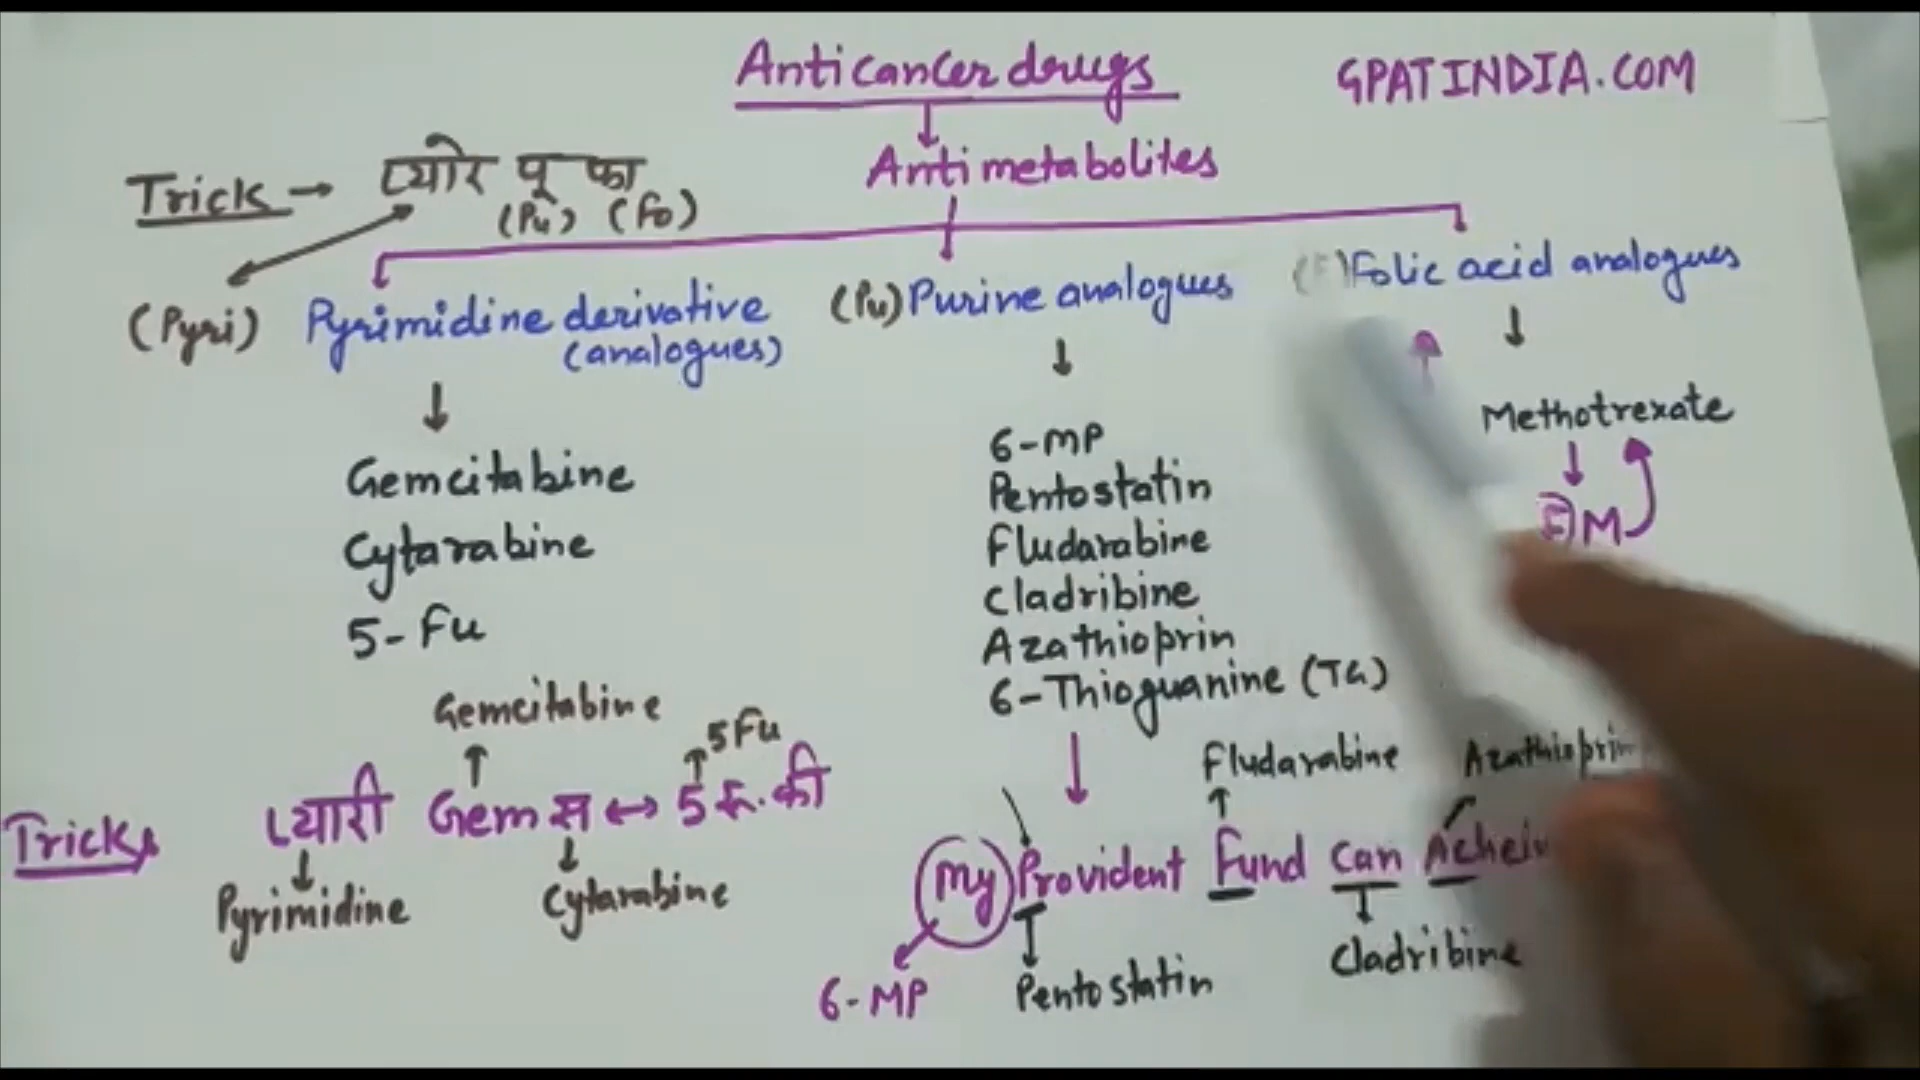 Anticancer drugs
GPATINDIA.COM
Antimetabolites
Trick → प्योर पू फा
(Pu) (Fo)
(Pyri) Pyrimidine derivative
(analogues)
(Pu) Purine analogues
Folic acid analogues
Gemcitabine
Cytarabine
5-Fu
6-MP
Pentostatin
Fludarabine
Cladribine
Azathioprin
6-Thioguanine (TG)
Methotrexate
M
Gemcitabine
5Fu
Tricks प्यारी Gem स ↔ 5 रु. की
Pyrimidine
Cytarabine
Fludarabine
Azathioprin
My Provident Fund can
6-MP
Pentostatin
Cladribine